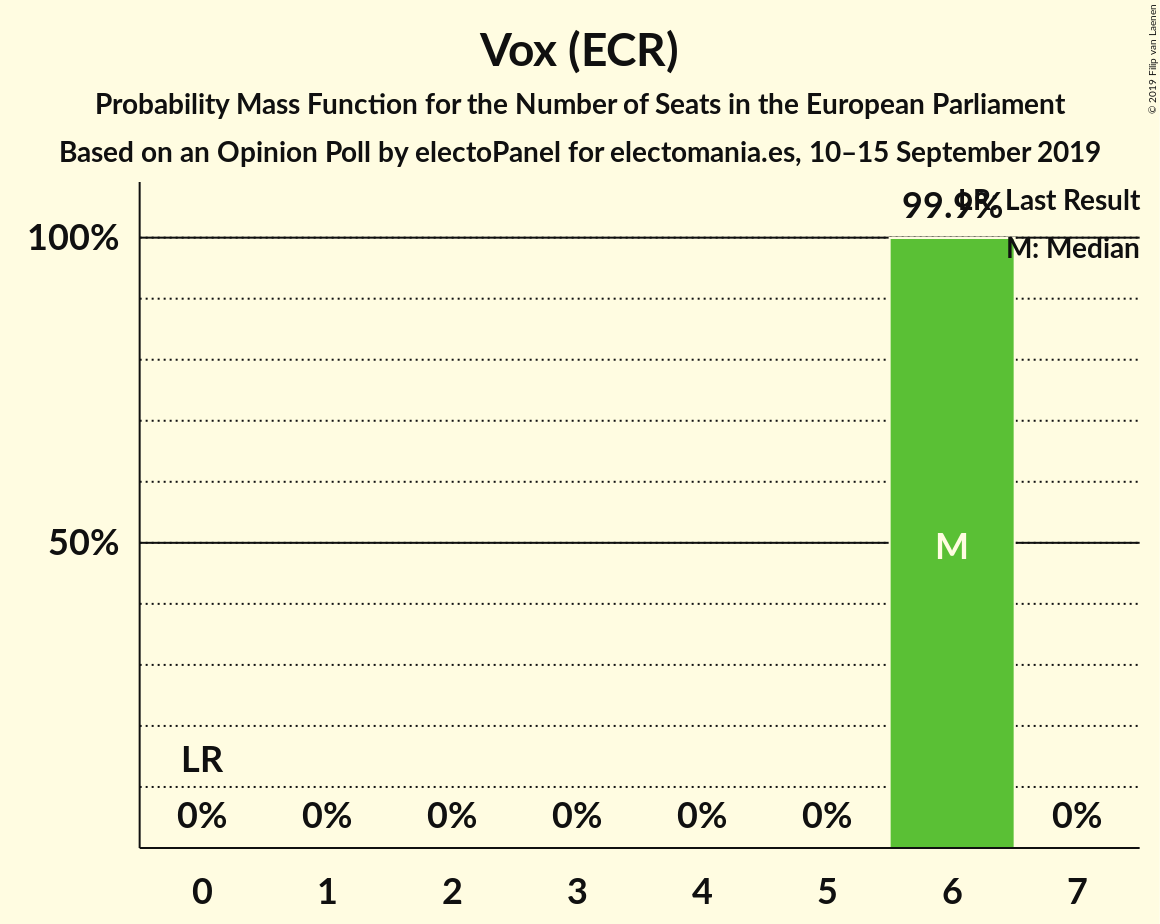 Vox (ECR)
Probability Mass Function for the Number of Seats in the European Parliament
Based on an Opinion Poll by electoPanel for electomania.es, 10–15 September 2019
© 2019 Filip van Laenen
99.9%
LR: Last Result
M: Median
100%
50%
M
LR
0% 0% 0% 0% 0% 0% 0%
0 1 2 3 4 5 6 7